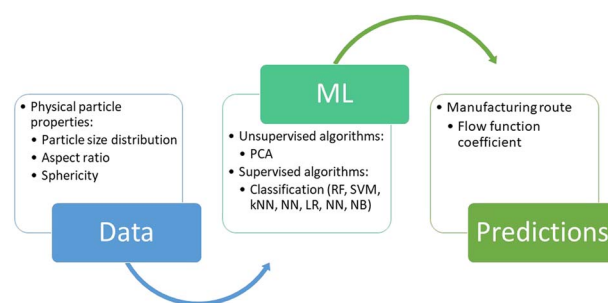 • Physical particle
properties:
• Particle size distribution
• Aspect ratio
• Sphericity
Data
ML
• Unsupervised algorithms:
• PCA
• Supervised algorithms:
• Classification (RF, SVM,
kNN, NN, LR, NN, NB)
• Manufacturing route
• Flow function
coefficient
Predictions